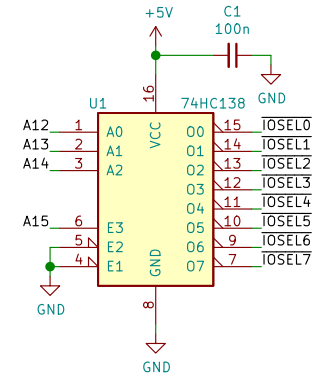 +5V
C1
100n
GND
U1
16
74HC138
VCC
A12 1 A0 O0 15 IOSEL0
A13 2 A1 O1 14 IOSEL1
A14 3 A2 O2 13 IOSEL2
O3 12 IOSEL3
O4 11 IOSEL4
A15 6 E3 O5 10 IOSEL5
5 E2 O6 9 IOSEL6
4 E1 O7 7 IOSEL7
GND
GND
8
GND